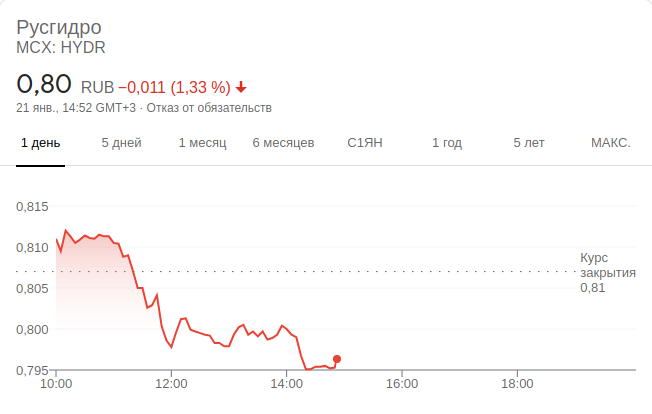 Русгидро
MCX: HYDR
0,80 RUB −0,011 (1,33 %)
21 янв., 14:52 GMT+3 · Отказ от обязательств
1 день 5 дней 1 месяц 6 месяцев С1ЯН 1 год 5 лет МАКС.
0,815
0,810
Курс
закрытия
0,81
0,805
0,800
0,795
10:00 12:00 14:00 16:00 18:00